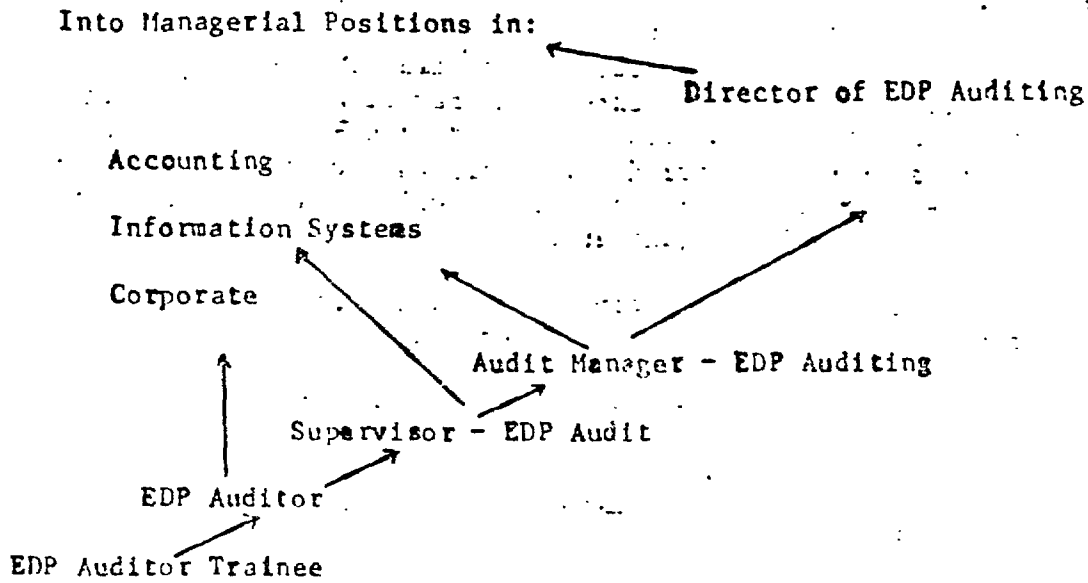 Into Managerial Positions in:
Director of EDP Auditing
Accounting
Information Systems
Corporate
Audit Manager - EDP Auditing
Supervisor - EDP Audit
EDP Auditor
EDP Auditor Trainee